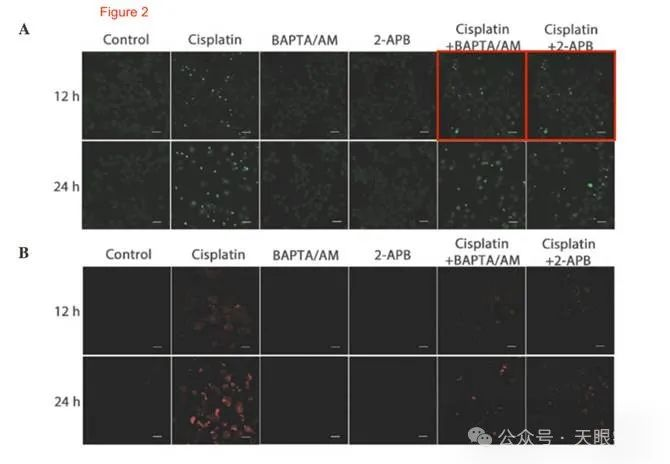 Figure 2
A
Control Cisplatin BAPTA/AM 2-APB Cisplatin +BAPTA/AM Cisplatin +2-APB
12 h
24 h
B
Control Cisplatin BAPTA/AM 2-APB Cisplatin +BAPTA/AM Cisplatin +2-APB
12 h
24 h
公众号 · 天眼